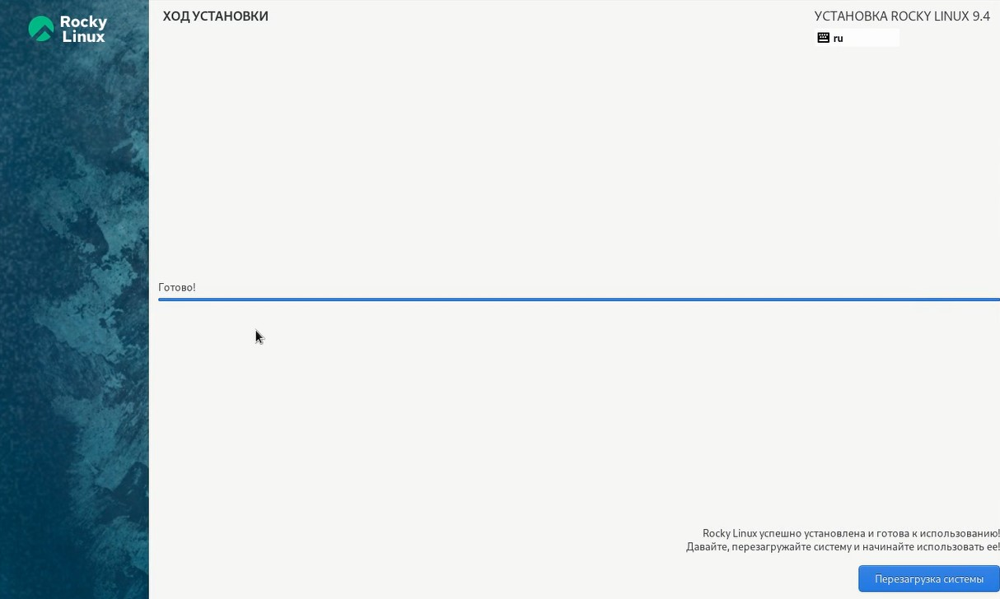 Rocky
Linux
ХОД УСТАНОВКИ
УСТАНОВКА ROCKY LINUX 9.4
ru
Готово!
Rocky Linux успешно установлена и готова к использованию!
Давайте, перезагружайте систему и начинайте использовать ее!
Перезагрузка системы